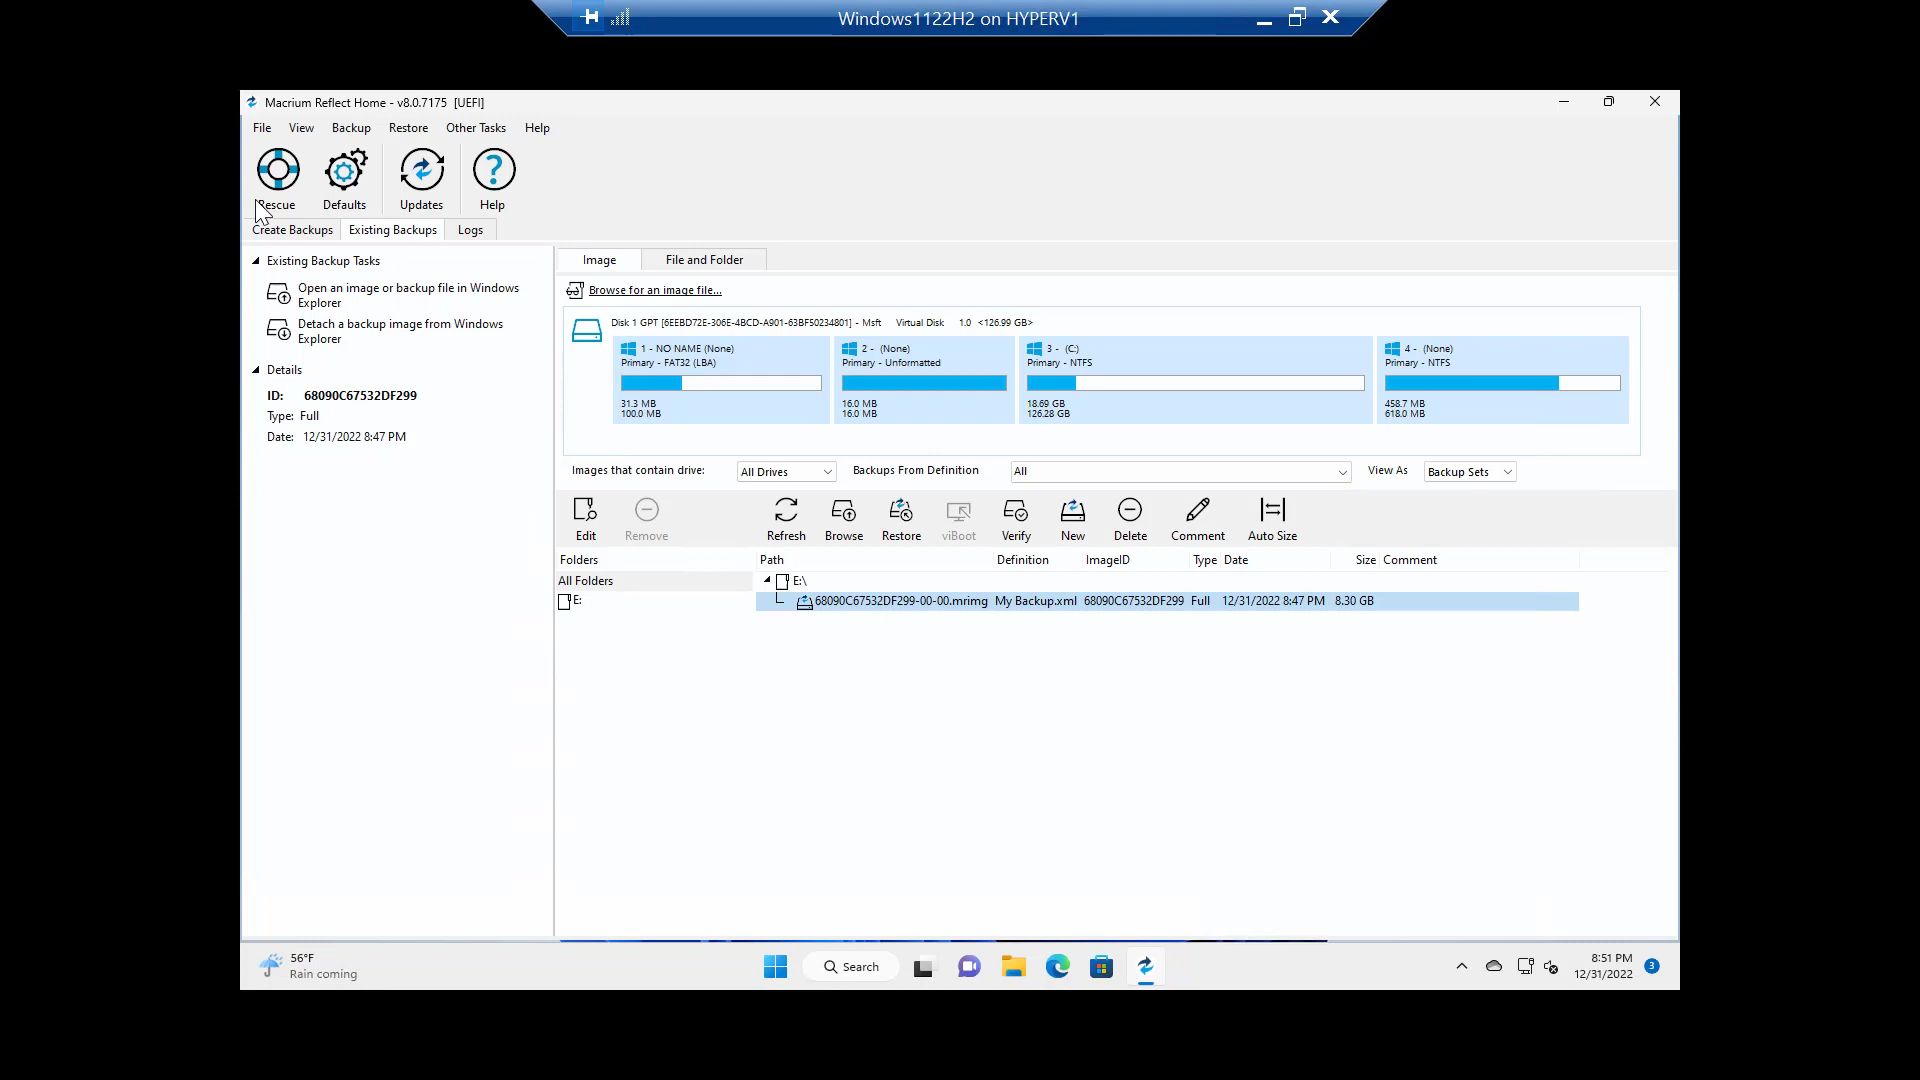 Windows1122H2 on HYPERV1
Macrium Reflect Home - v8.0.7175 [UEFI]
File View Backup Restore Other Tasks Help
Defaults Updates Help
Create Backups Existing Backups Logs
Existing Backup Tasks
Open an image or backup file in Windows
Explorer
Detach a backup image from Windows
Explorer
Details
ID: 68090C67532DF299
Type: Full
Date: 12/31/2022 8:47 PM
Image File and Folder
Browse for an image file...
Disk 1 GPT [6EEBD72E-306E-4BCD-A901-63BF50234801] - Msft Virtual Disk 1.0 <126.99 GB>
1 - NO NAME (None)
Primary - FAT32 (LBA)
31.3 MB
100.0 MB
2 - (None)
Primary - Unformatted
16.0 MB
16.0 MB
3 - (C:)
Primary - NTFS
18.69 GB
126.28 GB
4 - (None)
Primary - NTFS
458.7 MB
618.0 MB
Images that contain drive: All Drives Backups From Definition All View As Backup Sets
Edit Remove Refresh Browse Restore viBoot Verify New Delete Comment Auto Size
Folders Path Definition ImageID Type Date Size Comment
All Folders E:\
E: 68090C67532DF299-00-00.mrimg My Backup.xml 68090C67532DF299 Full 12/31/2022 8:47 PM 8.30 GB
56°F
Rain coming
Search
8:51 PM
12/31/2022
3